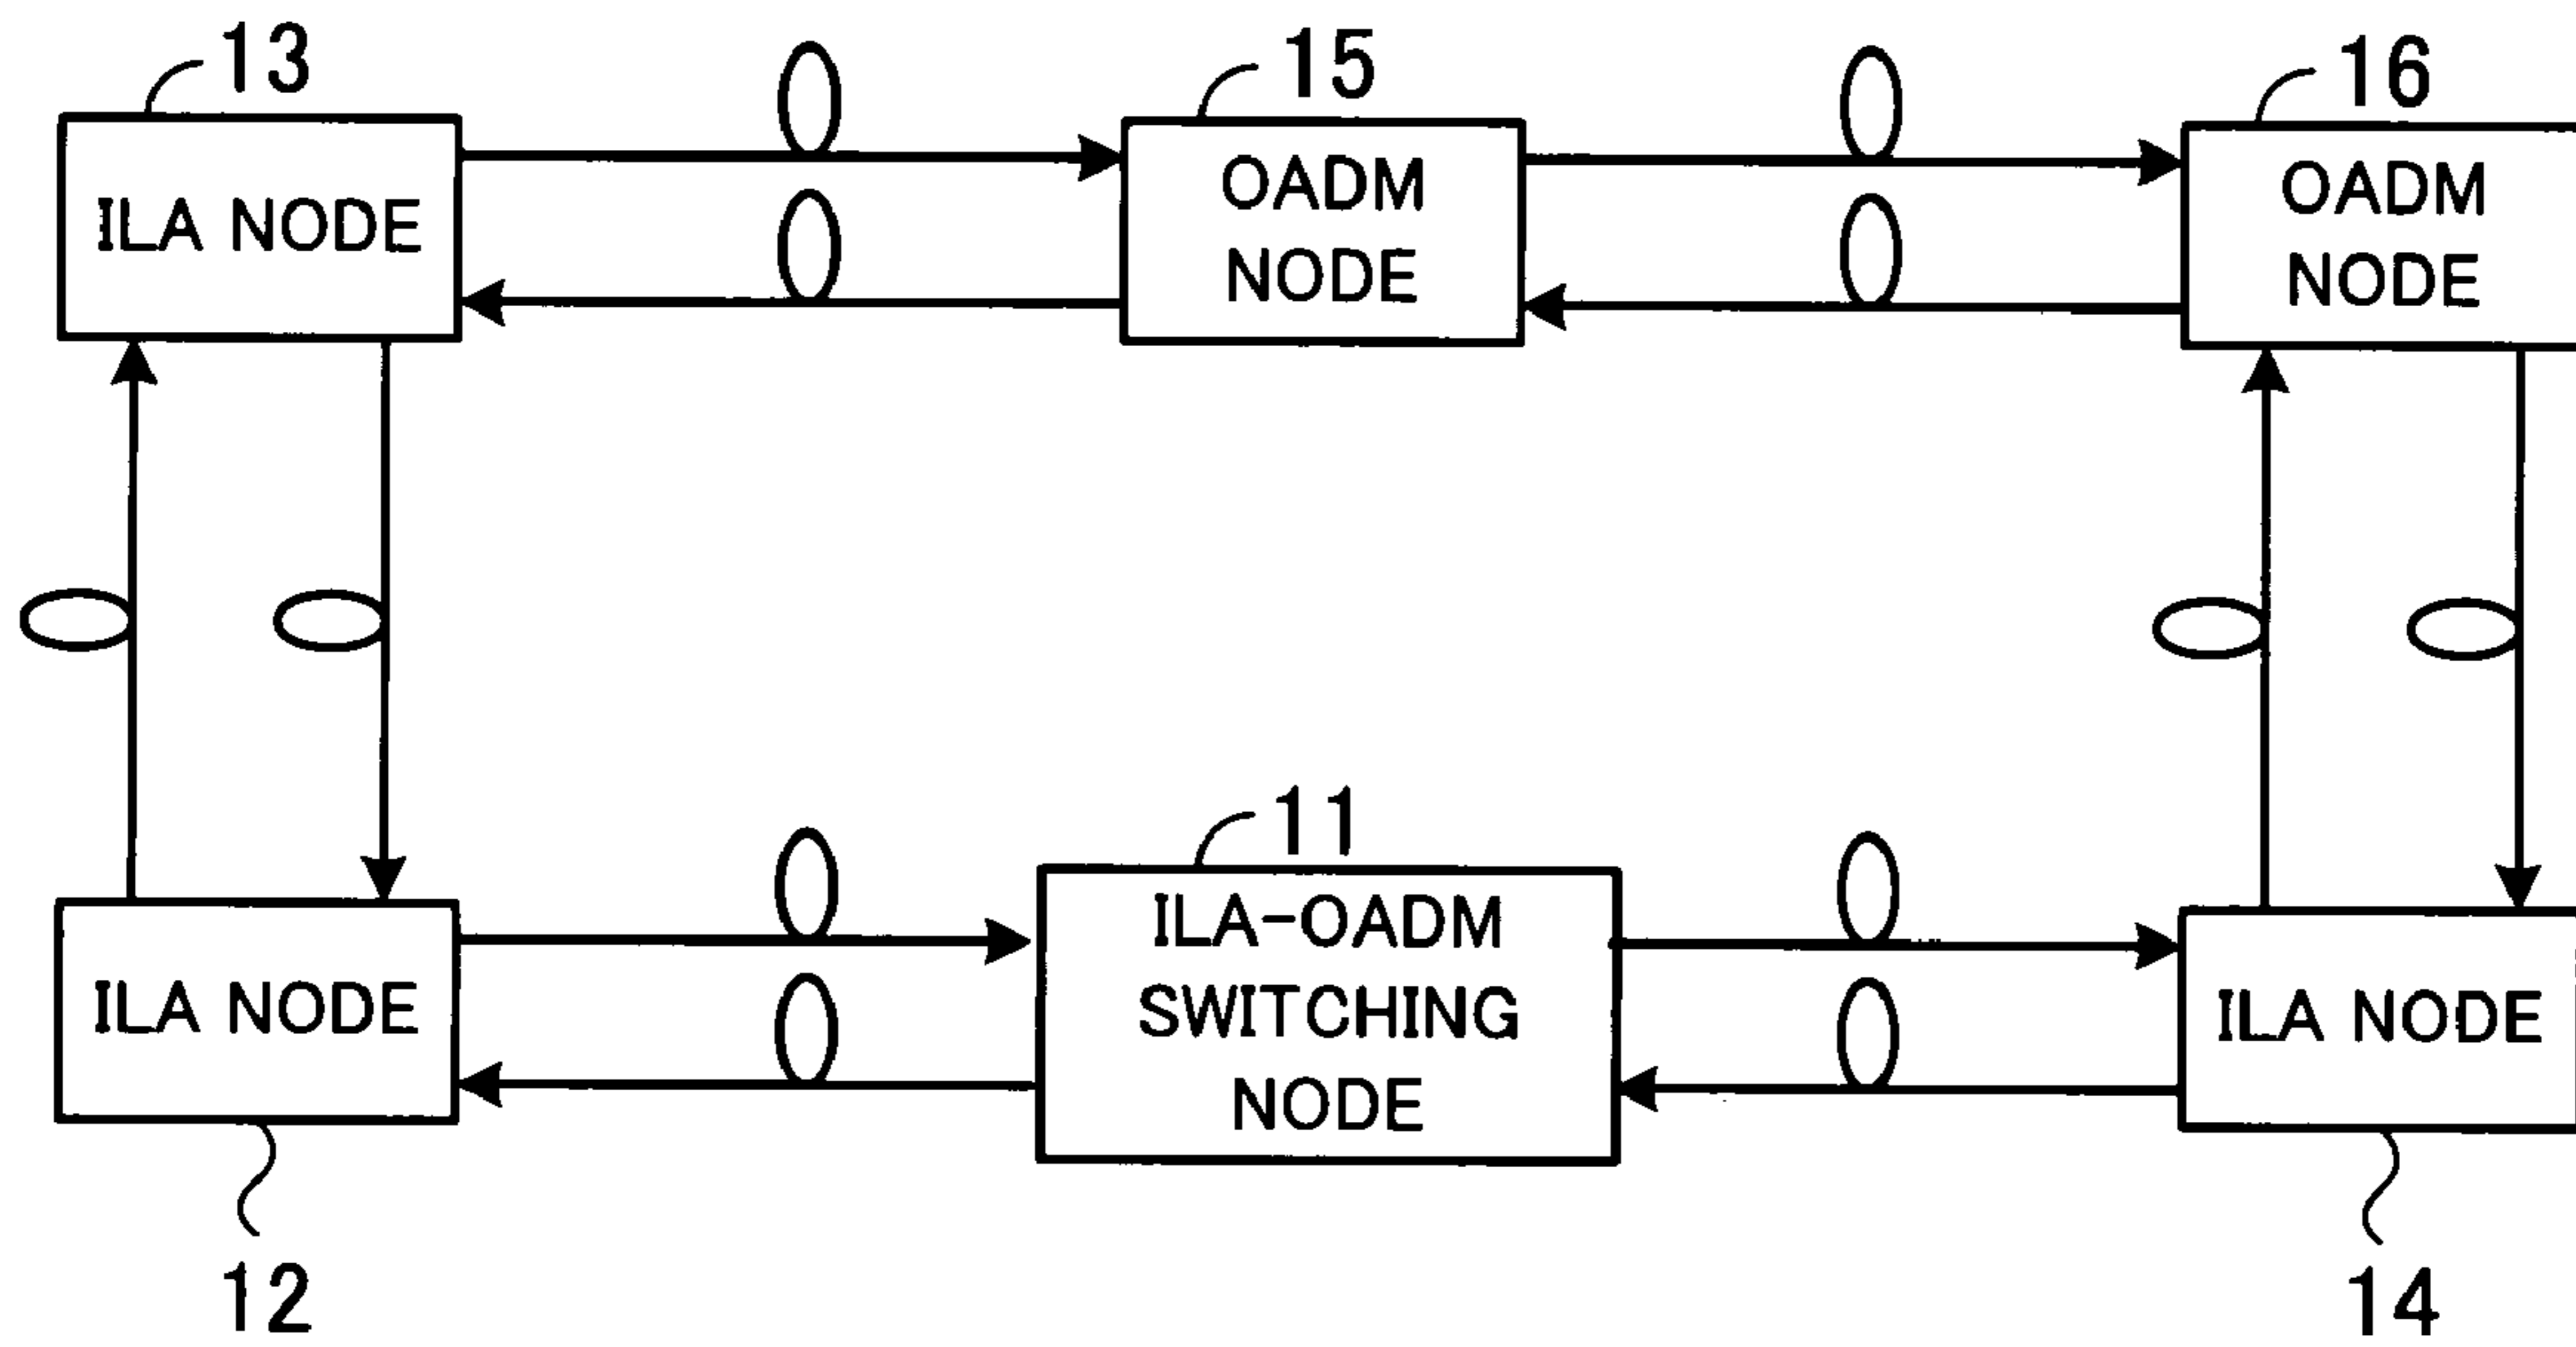 13
15
16
ILA NODE
OADM
NODE
OADM
NODE
11
ILA NODE
ILA-OADM
SWITCHING
NODE
ILA NODE
12
14